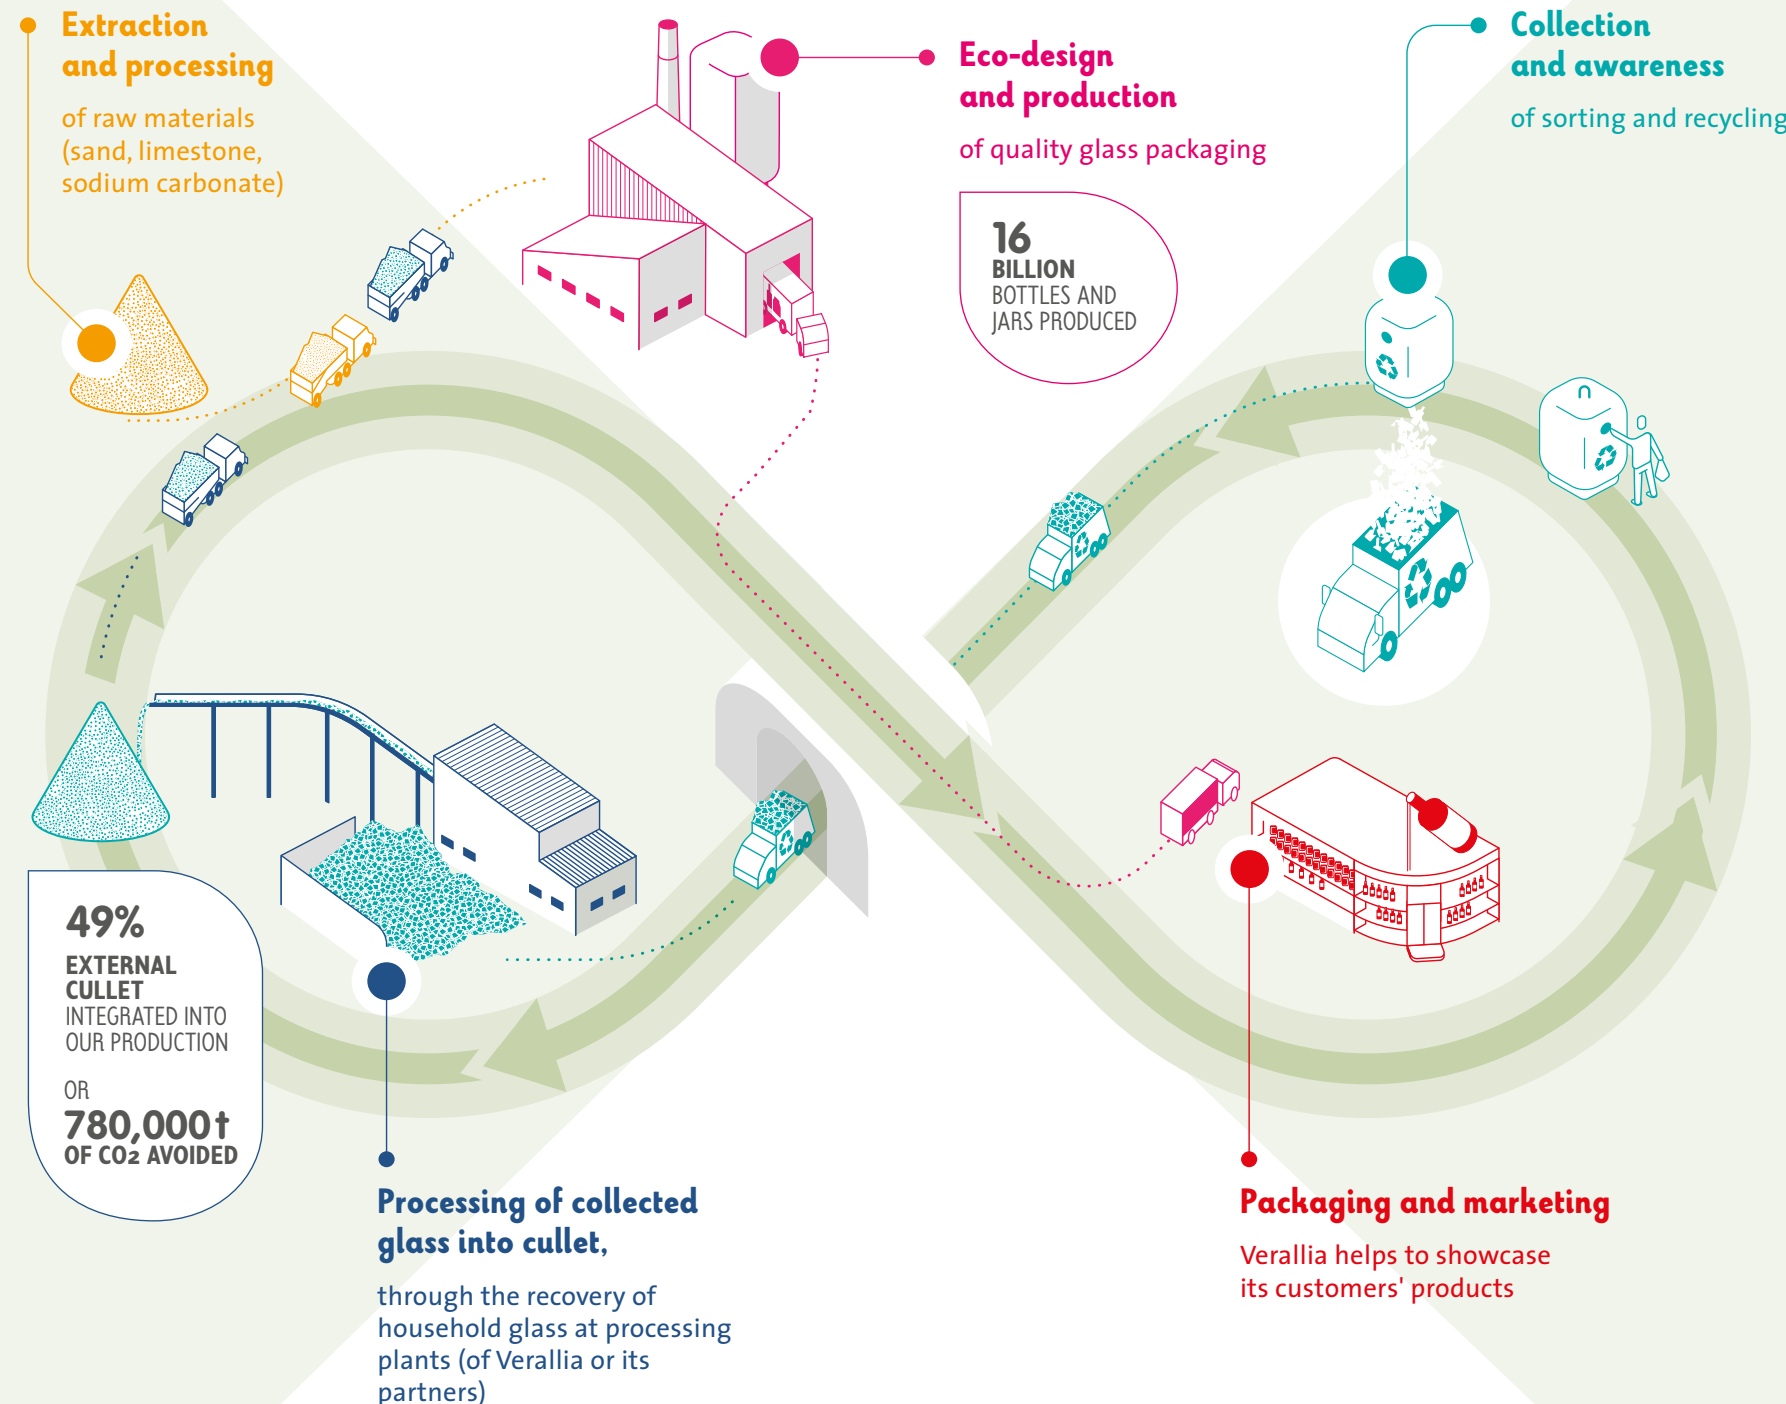 Extraction
and processing
of raw materials
(sand, limestone,
sodium carbonate)
Eco-design
and production
of quality glass packaging
16
BILLION
BOTTLES AND
JARS PRODUCED
Collection
and awareness
of sorting and recycling
49%
EXTERNAL
CULLET
INTEGRATED INTO
OUR PRODUCTION
OR
780,000t
OF CO2 AVOIDED
Processing of collected
glass into cullet,
through the recovery of
household glass at processing
plants (of Verallia or its
partners)
Packaging and marketing
Verallia helps to showcase
its customers' products